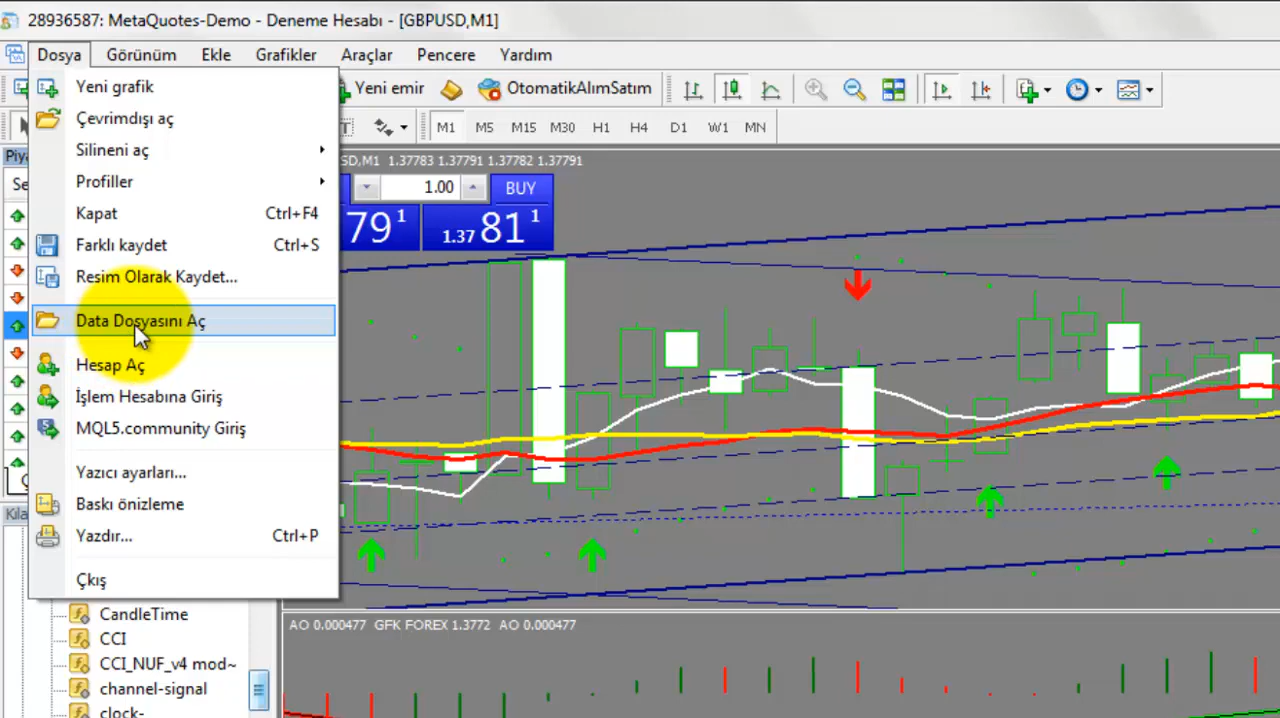 28936587: MetaQuotes-Demo - Deneme Hesabı - [GBPUSD,M1]
Dosya Görünüm Ekle Grafikler Araçlar Pencere Yardım
Yeni grafik
Çevrimdışı aç
Silineni aç
Profiller
Kapat Ctrl+F4
Farklı kaydet Ctrl+S
Resim Olarak Kaydet...
Data Dosyasını Aç
Hesap Aç
İşlem Hesabına Giriş
MQL5.community Giriş
Yazıcı ayarları...
Baskı önizleme
Yazdır... Ctrl+P
Çıkış
Yeni emir OtomatikAlımSatım
T M1 M5 M15 M30 H1 H4 D1 W1 MN
SD,M1 1.37783 1.37791 1.37782 1.37791
1.00 BUY
79 1 1.37 81 1
CandleTime
CCI
CCI_NUF_v4 mod~
channel-signal
clock-
AO 0.000477 GFK FOREX 1.3772 AO 0.000477